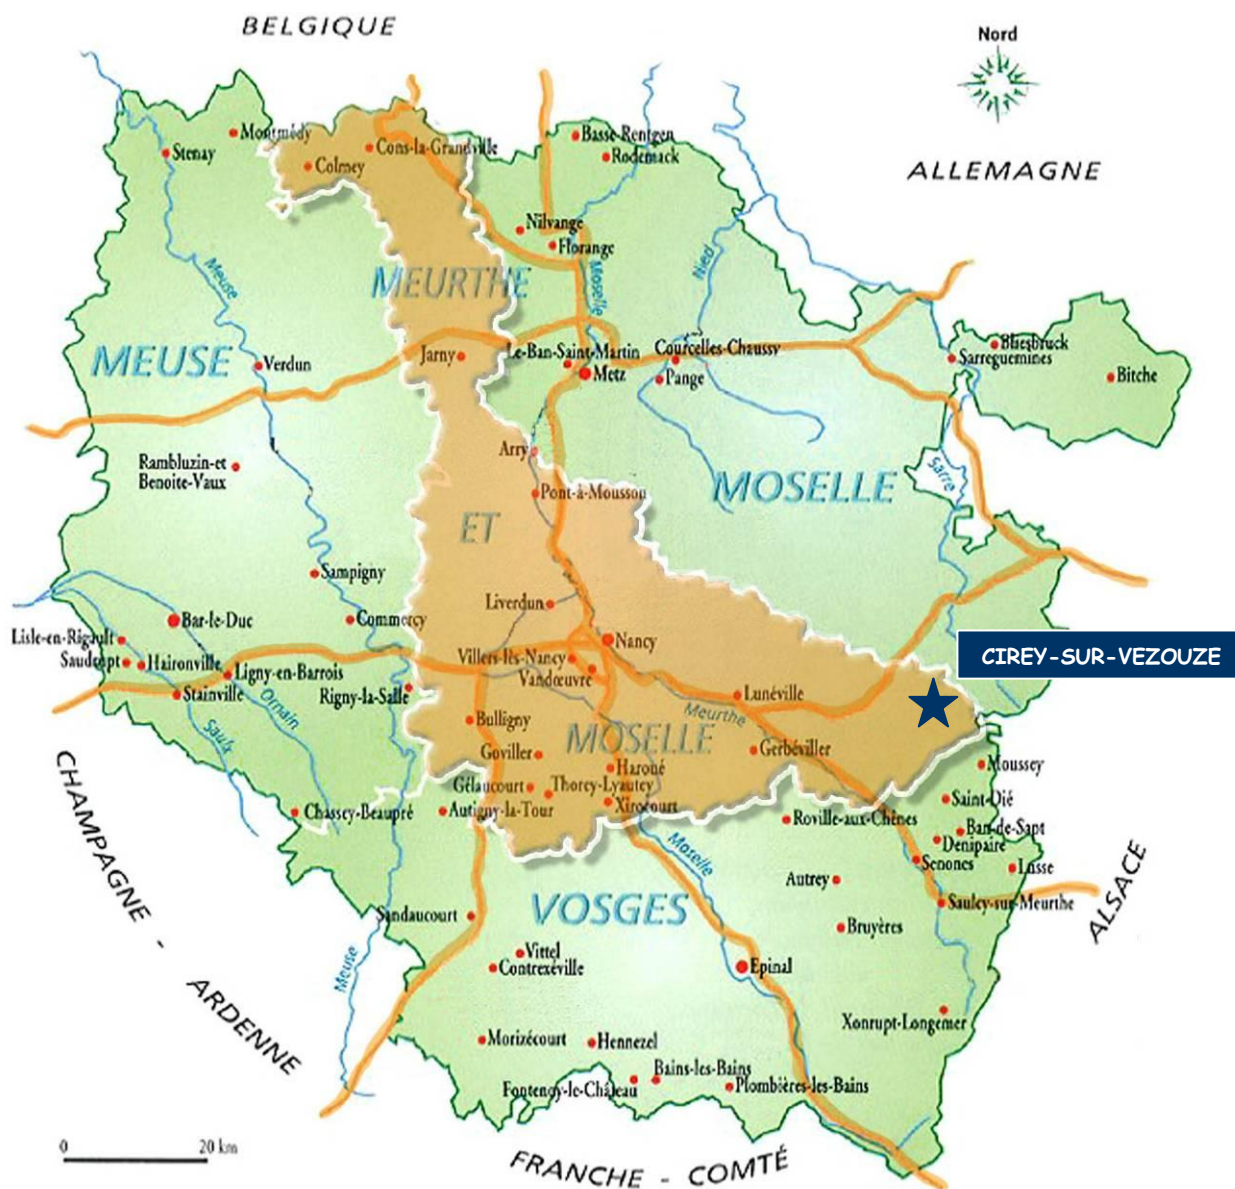 BELGIQUE
Nord
ALLEMAGNE
Montmédy
Stenay
Cons-la-Grandville
Colmey
Basse-Rentgen
Rodemack
Nilvange
Florange
Meuse
Moselle
Nied
MEURTHE
MEUSE
Verdun
Jarny
Le-Ban-Saint-Martin
Metz
Courcelles-Chaussy
Pange
Bliesbruck
Sarreguemines
Bitche
Rambluzin-et
Benoite-Vaux
Arry
Pont-à-Mousson
MOSELLE
Sarre
ET
Sampigny
Liverdun
Bar-le-Duc
Commercy
Nancy
Lisle-en-Rigault
Saudrupt
Haironville
Ligny-en-Barrois
Villers-lès-Nancy
Vandœuvre
CIREY-SUR-VEZOUZE
Stainville
Ornain
Rigny-la-Salle
Lunéville
Meurthe
Saulx
Bulligny
MOSELLE
Gerbéviller
Goviller
Haroué
Moussey
Gélaucourt
Thorey-Lyautey
Xirocourt
Saint-Dié
Chassey-Beaupré
Autigny-la-Tour
Roville-aux-Chênes
Ban-de-Sapt
Denipaire
Moselle
Senones
Lusse
CHAMPAGNE - ARDENNE
Autrey
Saulcy-sur-Meurthe
ALSACE
VOSGES
Sandaucourt
Bruyères
Vittel
Contrexéville
Epinal
Meuse
Xonrupt-Longemer
Morizécourt
Hennezel
Bains-les-Bains
Fontenoy-le-Château
Plombières-les-Bains
0 20 km
FRANCHE - COMTÉ